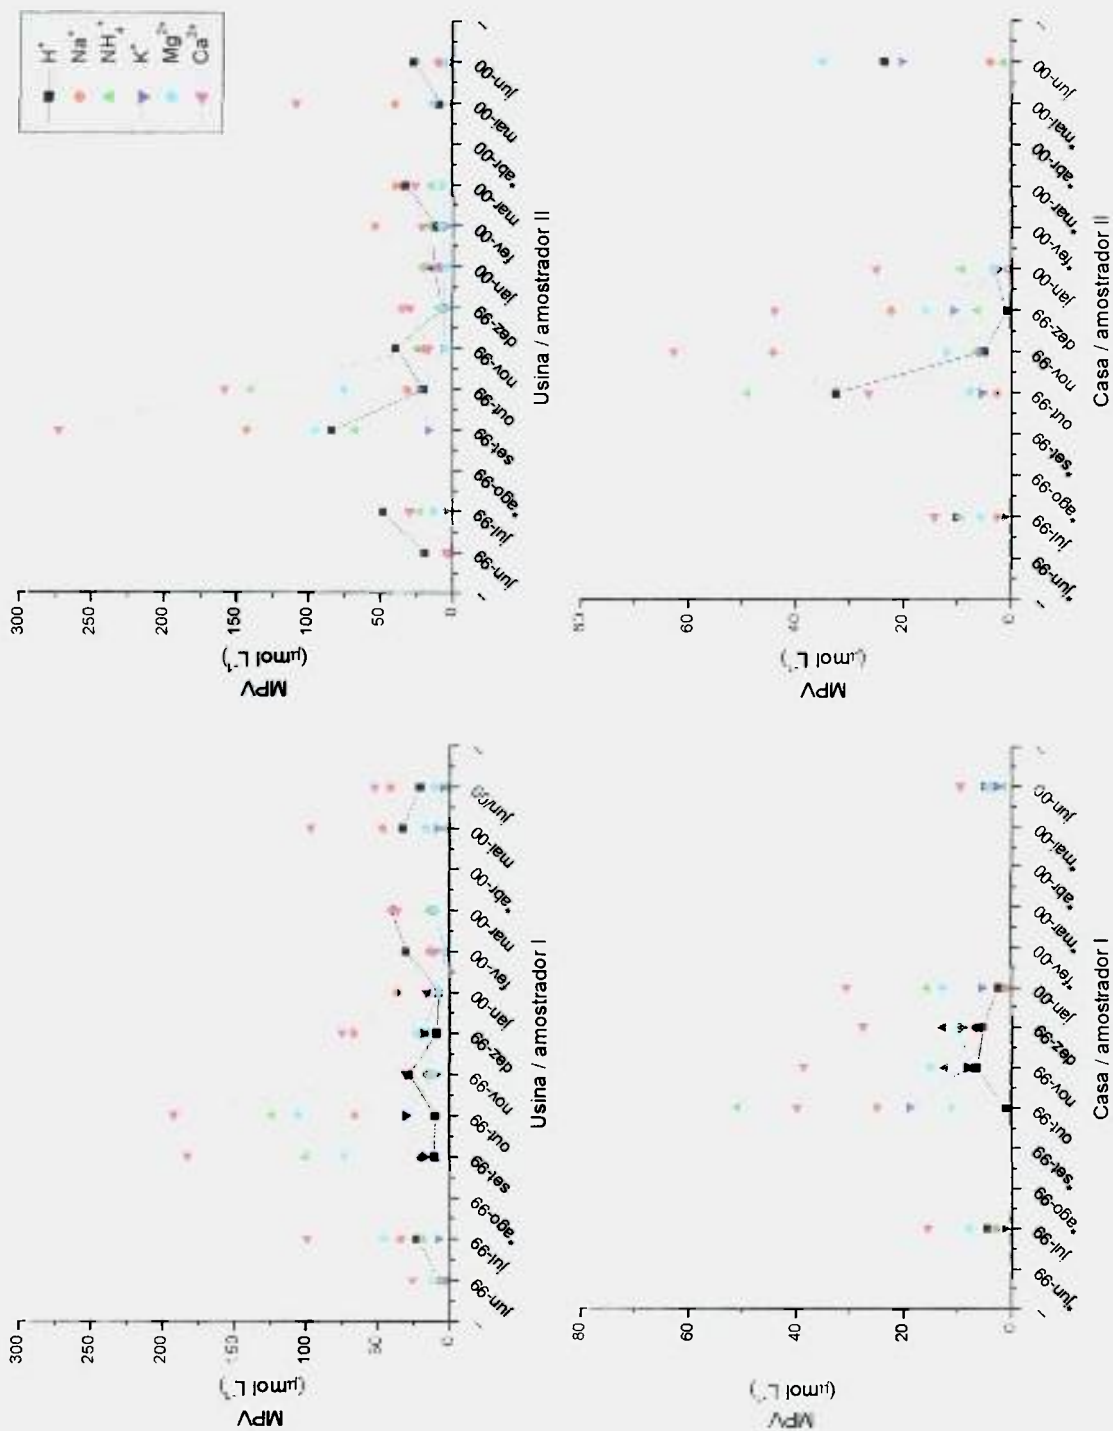 MPV
(µmol L⁻¹)
300
250
200
150
100
50
0
jun-99
jul-99
*ago-99
set-99
out-99
nov-99
dez-99
jan-00
fev-00
mar-00
*abr-00
mai-00
jun/00
Usina / amostrador I
MPV
(µmol L⁻¹)
300
250
200
150
100
50
0
jun-99
jul-99
*ago-99
set-99
out-99
nov-99
dez-99
jan-00
fev-00
mar-00
*abr-00
mai-00
jun-00
Usina / amostrador II
H⁺
Na⁺
NH₄⁺
K⁺
Mg²⁺
Ca²⁺
MPV
(µmol L⁻¹)
80
60
40
20
0
*jun-99
jul-99
*ago-99
*set-99
out-99
nov-99
dez-99
jan-00
*fev-00
*mar-00
*abr-00
*mai-00
jun-00
Casa / amostrador I
MPV
(µmol L⁻¹)
80
60
40
20
0
*jun-99
jul-99
*ago-99
*set-99
out-99
nov-99
dez-99
jan-00
*fev-00
*mar-00
*abr-00
*mai-00
jun-00
Casa / amostrador II